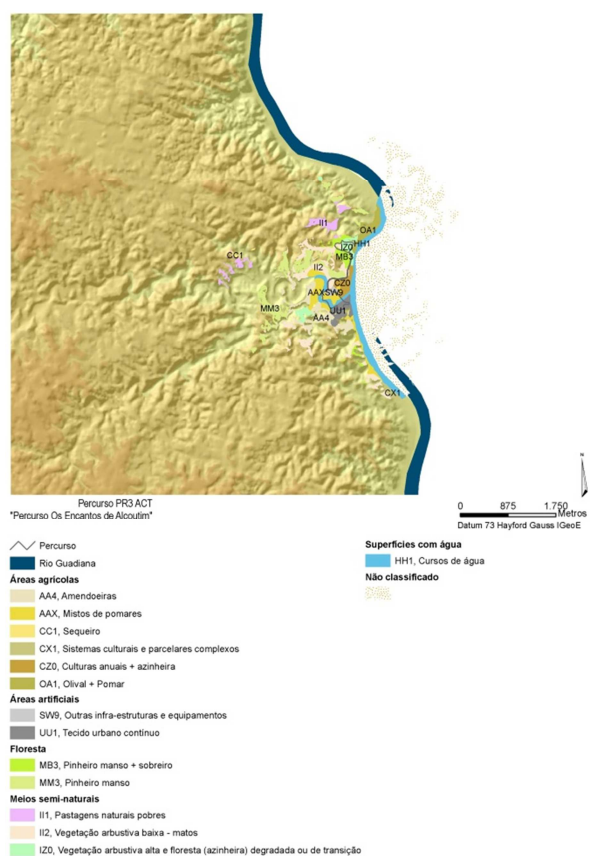 II1
OA1
IZ0
HH1
MB3
CC1
II2
CZ0
AAXSW9
MM3
UU1
AA4
CX1
N
Percurso PR3 ACT
"Percurso Os Encantos de Alcoutim"
0 875 1.750
Metros
Datum 73 Hayford Gauss IGeoE
Percurso
Rio Guadiana
Áreas agrícolas
AA4, Amendoeiras
AAX, Mistos de pomares
CC1, Sequeiro
CX1, Sistemas culturais e parcelares complexos
CZ0, Culturas anuais + azinheira
OA1, Olival + Pomar
Áreas artificiais
SW9, Outras infra-estruturas e equipamentos
UU1, Tecido urbano contínuo
Floresta
MB3, Pinheiro manso + sobreiro
MM3, Pinheiro manso
Meios semi-naturais
II1, Pastagens naturais pobres
II2, Vegetação arbustiva baixa - matos
IZ0, Vegetação arbustiva alta e floresta (azinheira) degradada ou de transição
Superfícies com água
HH1, Cursos de água
Não classificado